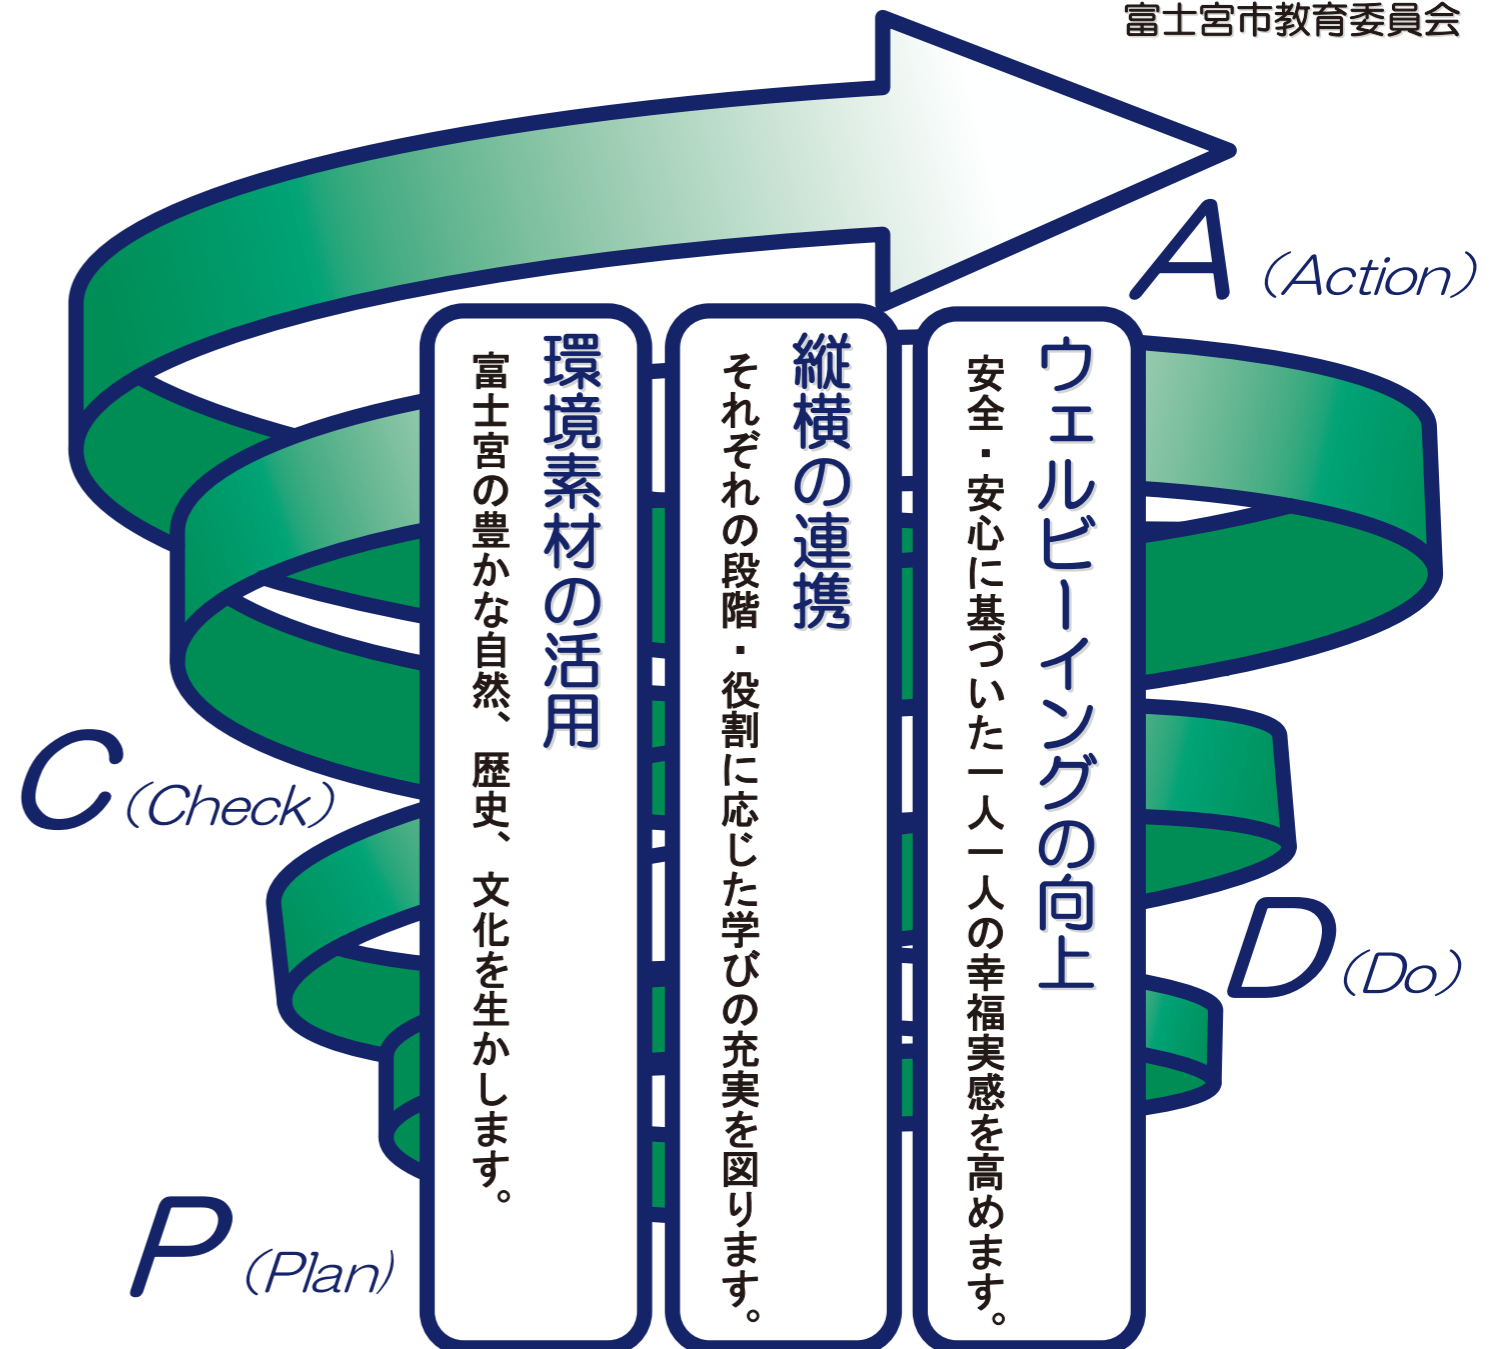 富士宮市教育委員会
A (Action)
ウェルビーイングの向上
安全・安心に基づいた一人一人の幸福実感を高めます。
縦横の連携
それぞれの段階・役割に応じた学びの充実を図ります。
環境素材の活用
富士宮の豊かな自然、歴史、文化を生かします。
C (Check)
D (Do)
P (Plan)